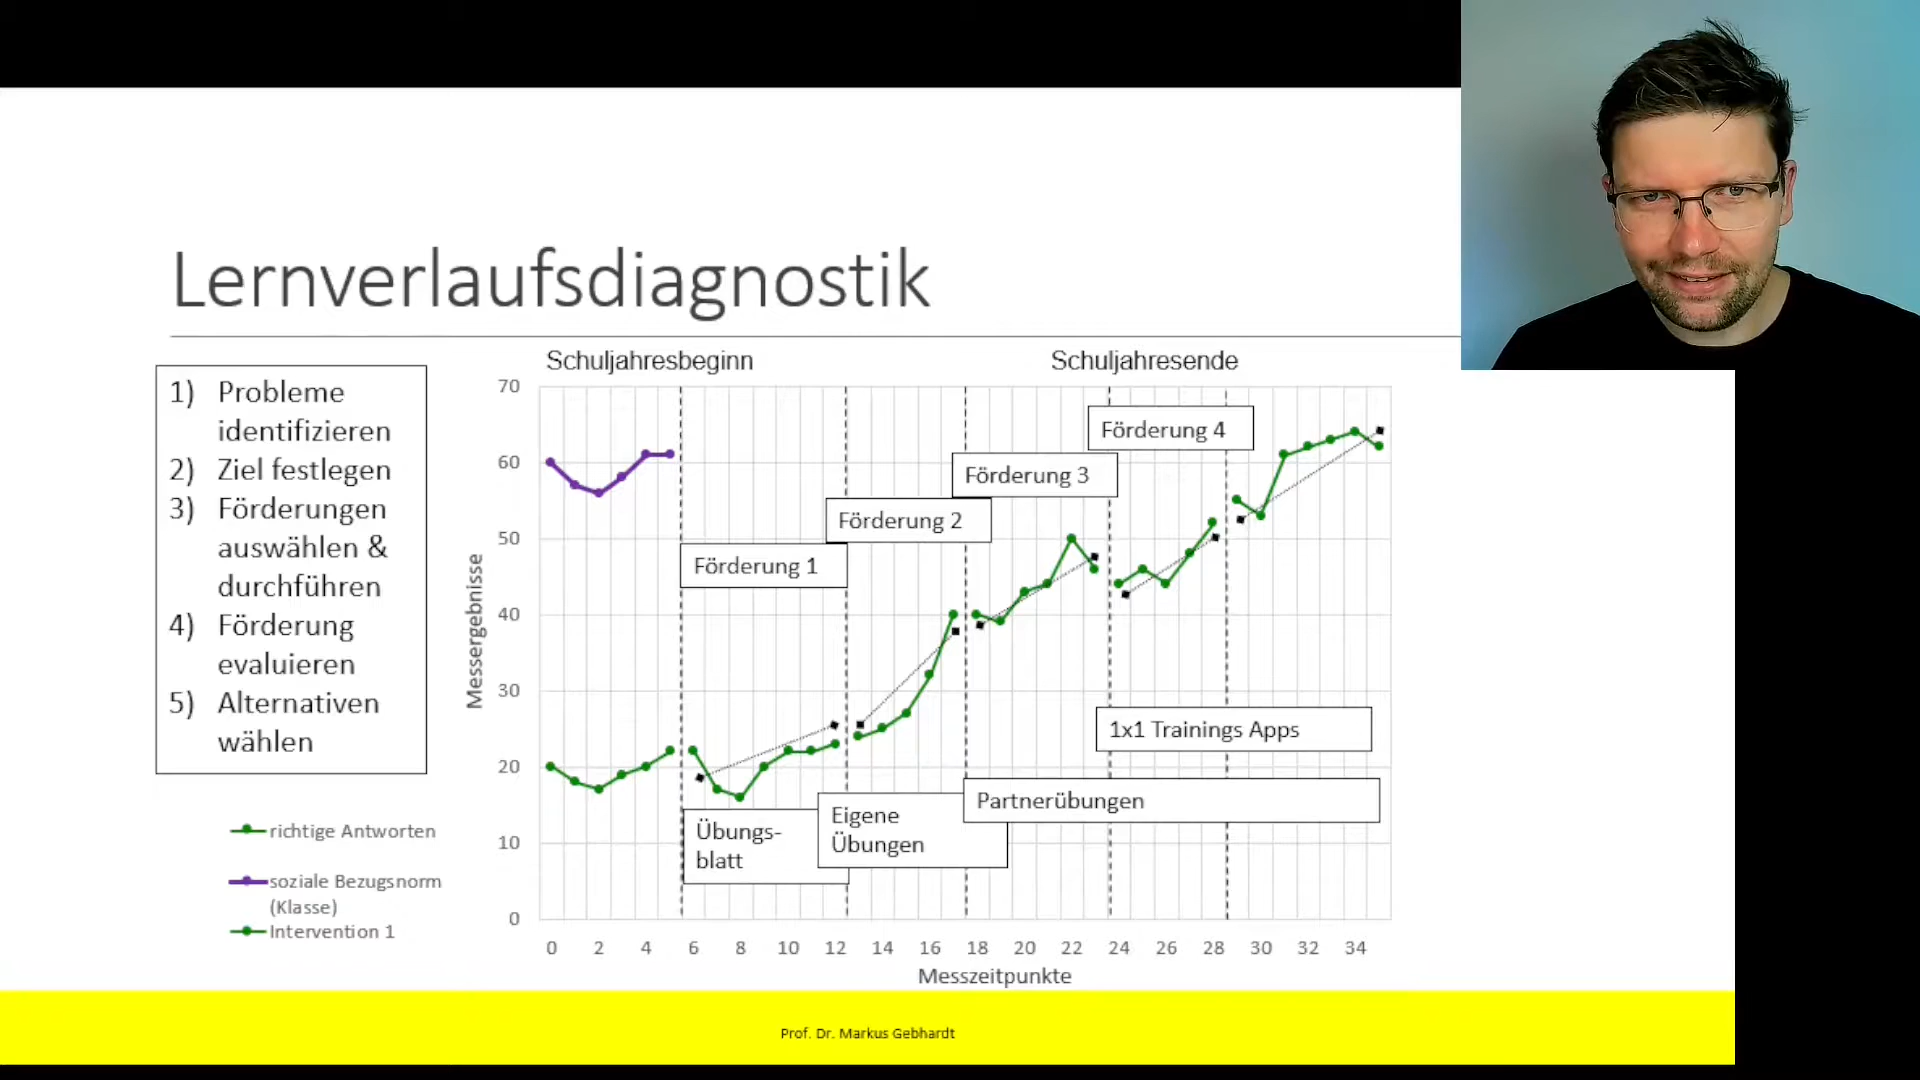 Lernverlaufsdiagnostik
1) Probleme
identifizieren
2) Ziel festlegen
3) Förderungen
auswählen &
durchführen
4) Förderung
evaluieren
5) Alternativen
wählen
richtige Antworten
soziale Bezugsnorm
(Klasse)
Intervention 1
Schuljahresbeginn
Schuljahresende
70
60
50
40
30
20
10
0
Messergebnisse
Förderung 1
Förderung 2
Förderung 3
Förderung 4
Übungs-
blatt
Eigene
Übungen
Partnerübungen
1x1 Trainings Apps
0 2 4 6 8 10 12 14 16 18 20 22 24 26 28 30 32 34
Messzeitpunkte
Prof. Dr. Markus Gebhardt